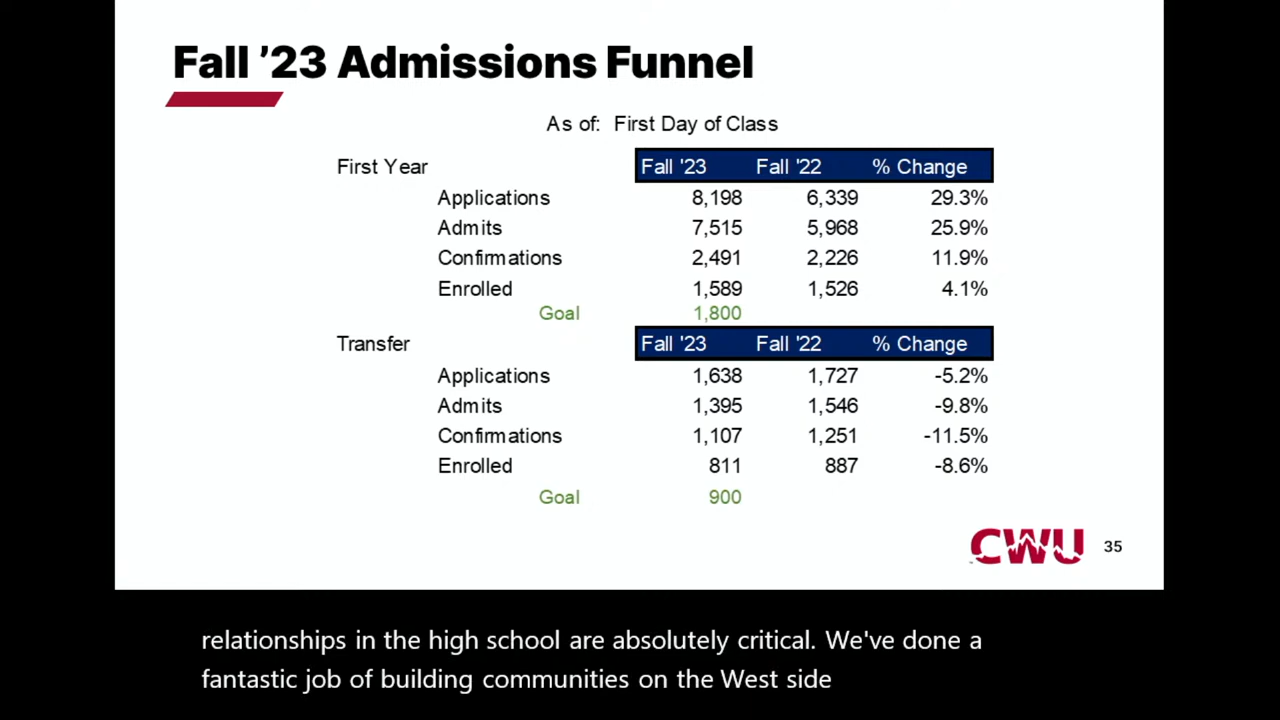 Fall ’23 Admissions Funnel
As of: First Day of Class
First Year Fall '23 Fall '22 % Change
Applications 8,198 6,339 29.3%
Admits 7,515 5,968 25.9%
Confirmations 2,491 2,226 11.9%
Enrolled 1,589 1,526 4.1%
Goal 1,800
Transfer Fall '23 Fall '22 % Change
Applications 1,638 1,727 -5.2%
Admits 1,395 1,546 -9.8%
Confirmations 1,107 1,251 -11.5%
Enrolled 811 887 -8.6%
Goal 900
CWU 35
relationships in the high school are absolutely critical. We've done a
fantastic job of building communities on the West side